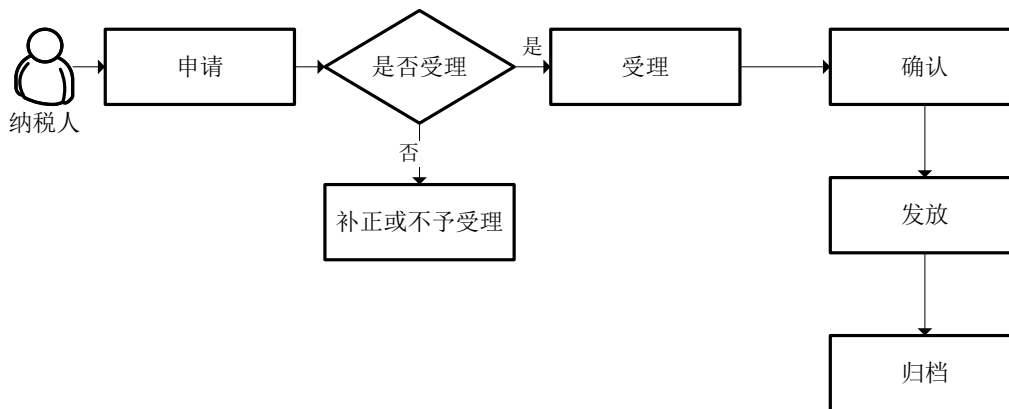 纳税人
申请
是否受理
是
受理
确认
否
补正或不予受理
发放
归档